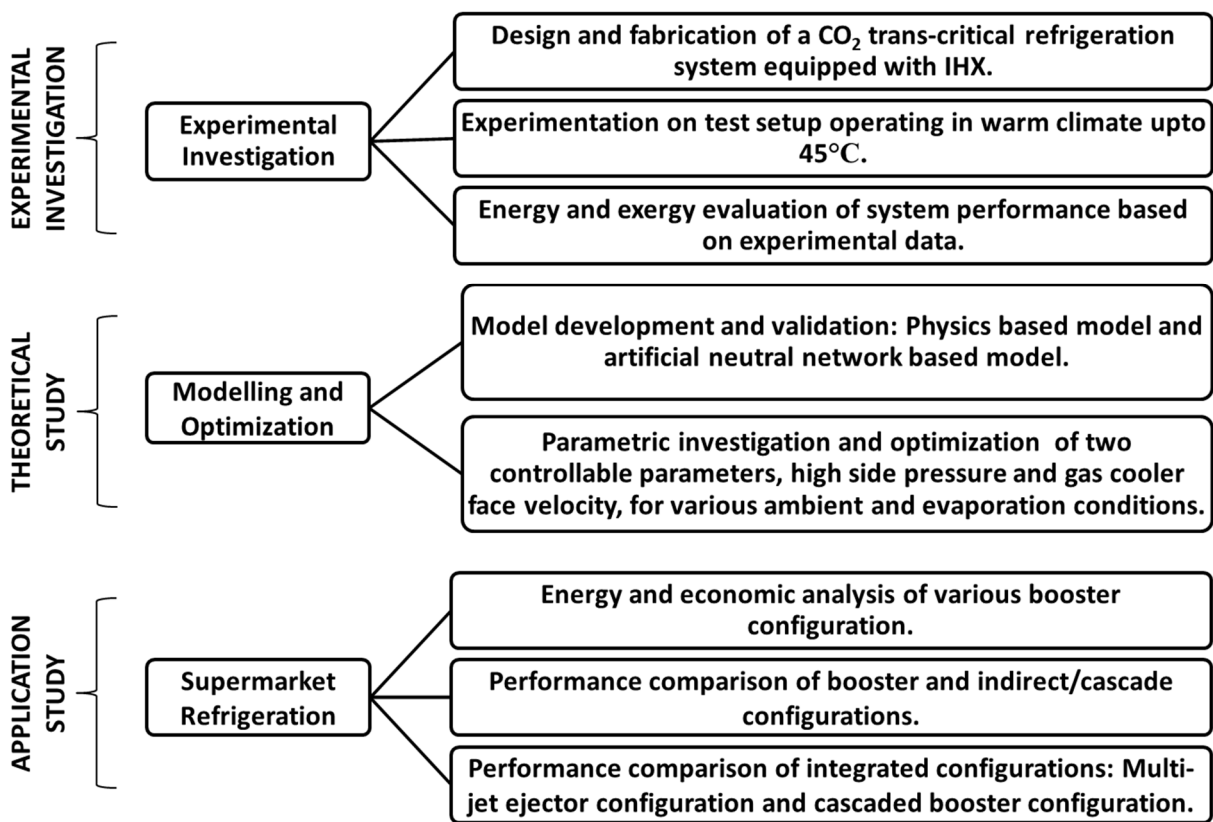 EXPERIMENTAL
INVESTIGATION
Experimental
Investigation
Design and fabrication of a CO₂ trans-critical refrigeration
system equipped with IHX.
Experimentation on test setup operating in warm climate upto
45°C.
Energy and exergy evaluation of system performance based
on experimental data.
THEORETICAL
STUDY
Modelling and
Optimization
Model development and validation: Physics based model and
artificial neutral network based model.
Parametric investigation and optimization of two
controllable parameters, high side pressure and gas cooler
face velocity, for various ambient and evaporation conditions.
APPLICATION
STUDY
Supermarket
Refrigeration
Energy and economic analysis of various booster
configuration.
Performance comparison of booster and indirect/cascade
configurations.
Performance comparison of integrated configurations: Multi-
jet ejector configuration and cascaded booster configuration.